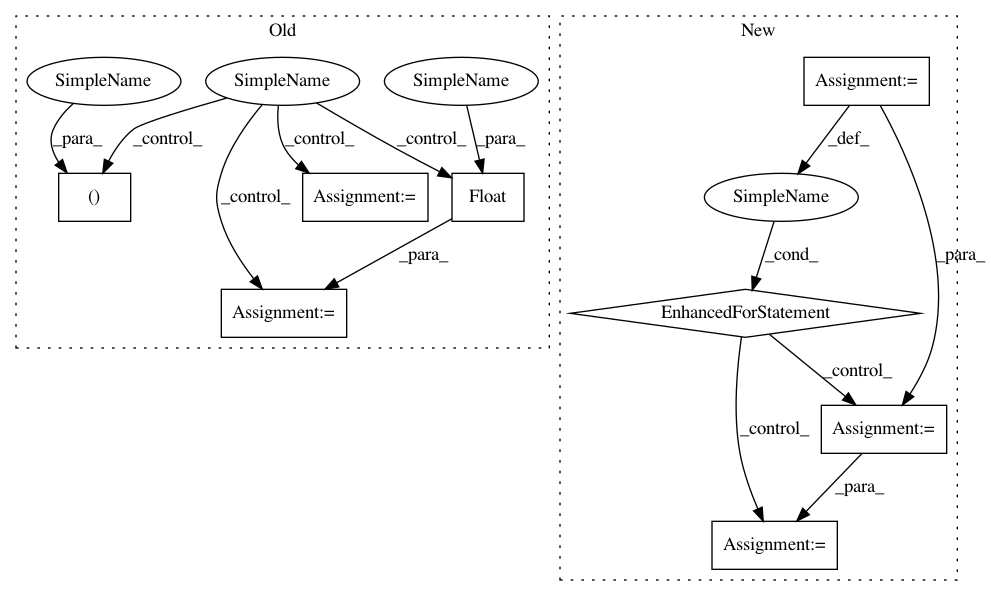 Old
New
SimpleName
SimpleName
SimpleName
Assignment:=
_para_
_control_
_control_
_control_
_para_
_def_
()
Assignment:=
Float
SimpleName
_control_
_para_
_cond_
_para_
Assignment:=
EnhancedForStatement
_control_
_control_
Assignment:=
_para_
Assignment:=